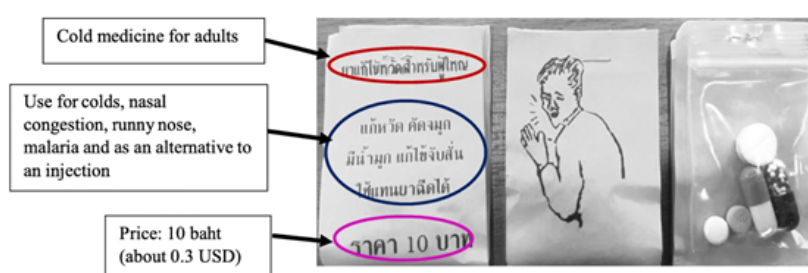 Cold medicine for adults
Use for colds, nasal
congestion, runny nose,
malaria and as an alternative to
an injection
Price: 10 baht
(about 0.3 USD)
ยาแก้ไข้หวัดสำหรับผู้ใหญ่
แก้หวัด คัดจมูก
มีน้ำมูก แก้ไข้จับสั่น
ใช้แทนยาฉีดได้
ราคา 10 บาท